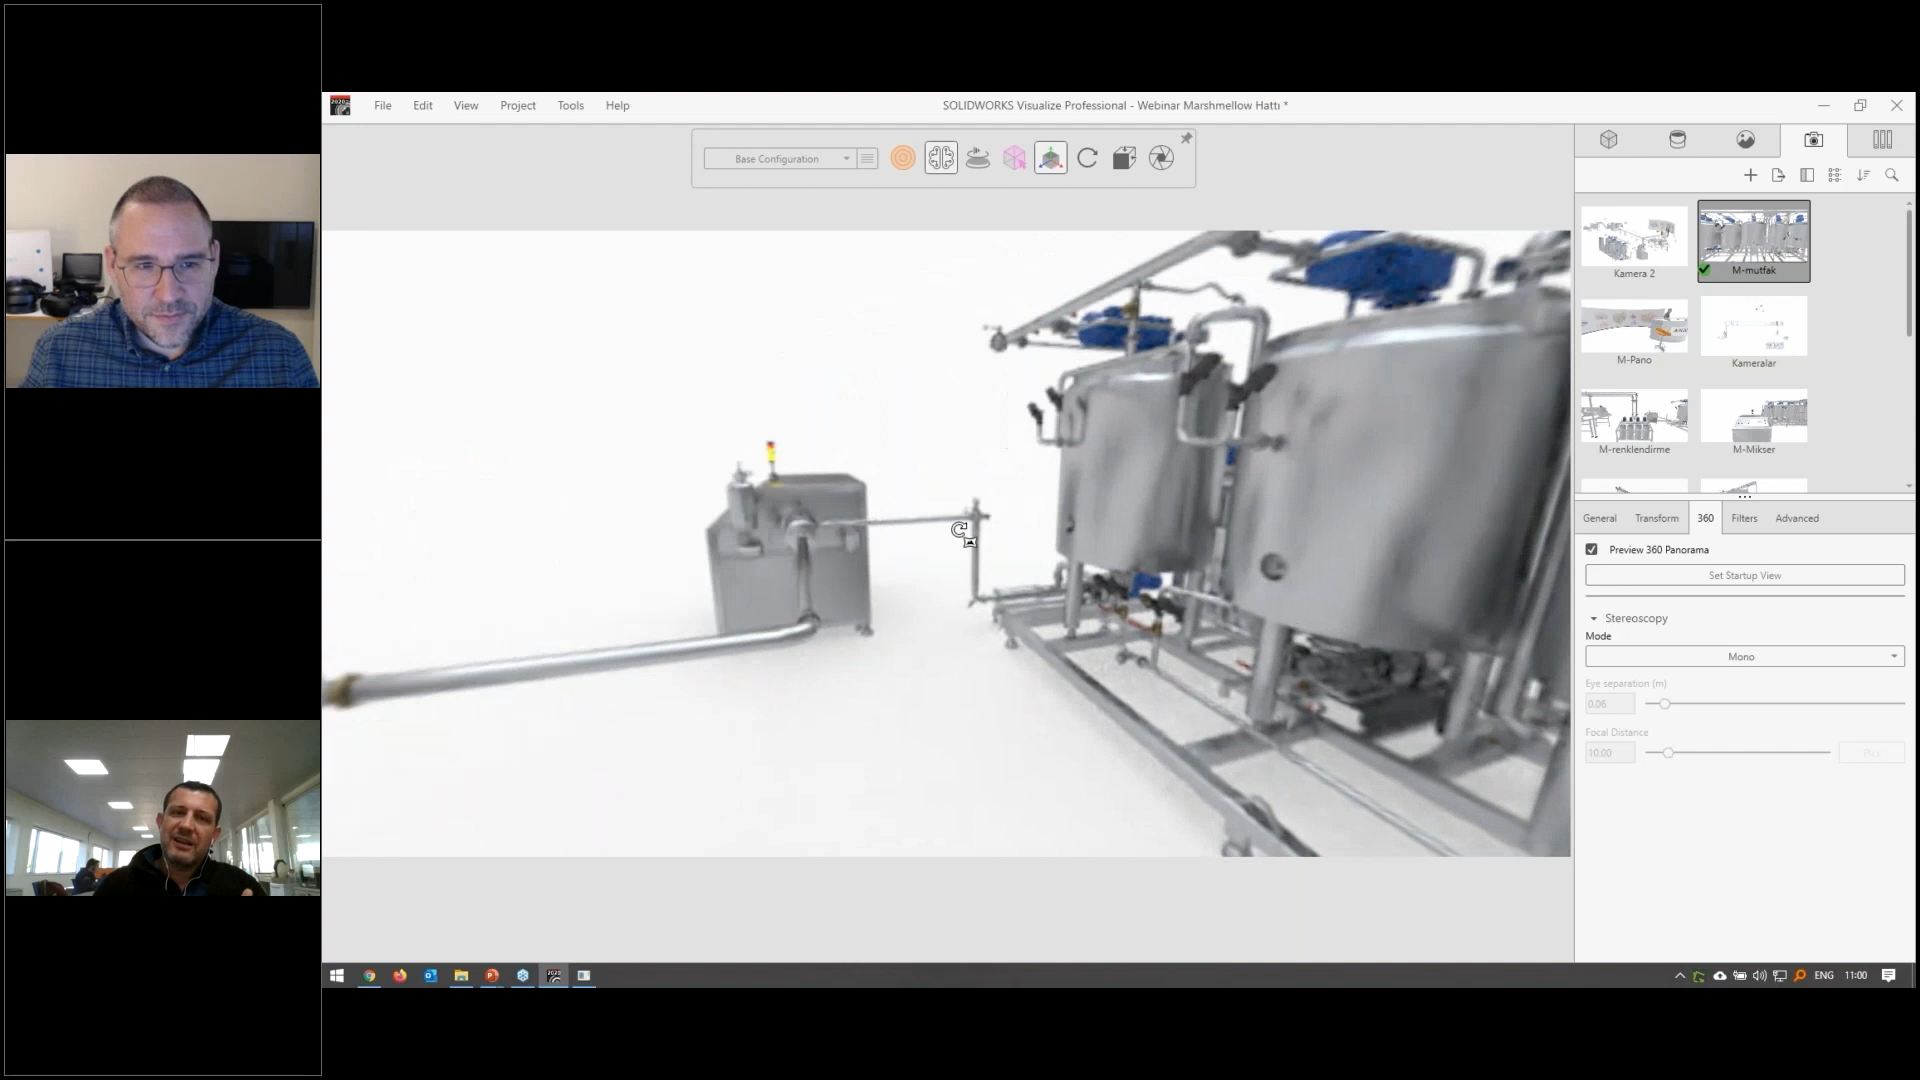 File Edit View Project Tools Help
SOLIDWORKS Visualize Professional - Webinar Marshmellow Hattı *
Base Configuration
Kamera 2
M-mutfak
M-Pano
Kameralar
M-renklendirme
M-Mikser
General Transform 360 Filters Advanced
Preview 360 Panorama
Set Startup View
Stereoscopy
Mode
Mono
Eye separation (m)
0.06
Focal Distance
10.00
Pick
2020
ENG 11:00